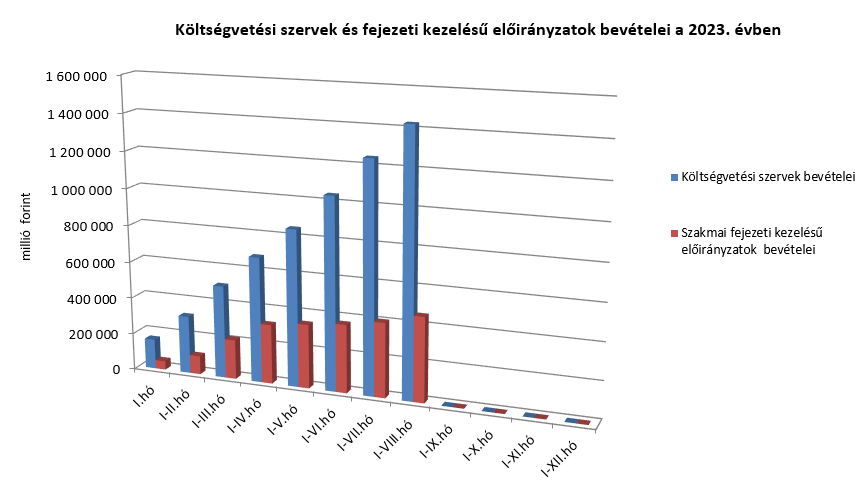 Költségvetési szervek és fejezeti kezelésű előirányzatok bevételei a 2023. évben
millió forint
1 600 000
1 400 000
1 200 000
1 000 000
800 000
600 000
400 000
200 000
0
I.hó
I-II.hó
I-III.hó
I-IV.hó
I-V.hó
I-VI.hó
I-VII.hó
I-VIII.hó
I-IX.hó
I-X.hó
I-XI.hó
I-XII.hó
Költségvetési szervek bevételei
Szakmai fejezeti kezelésű
előirányzatok bevételei